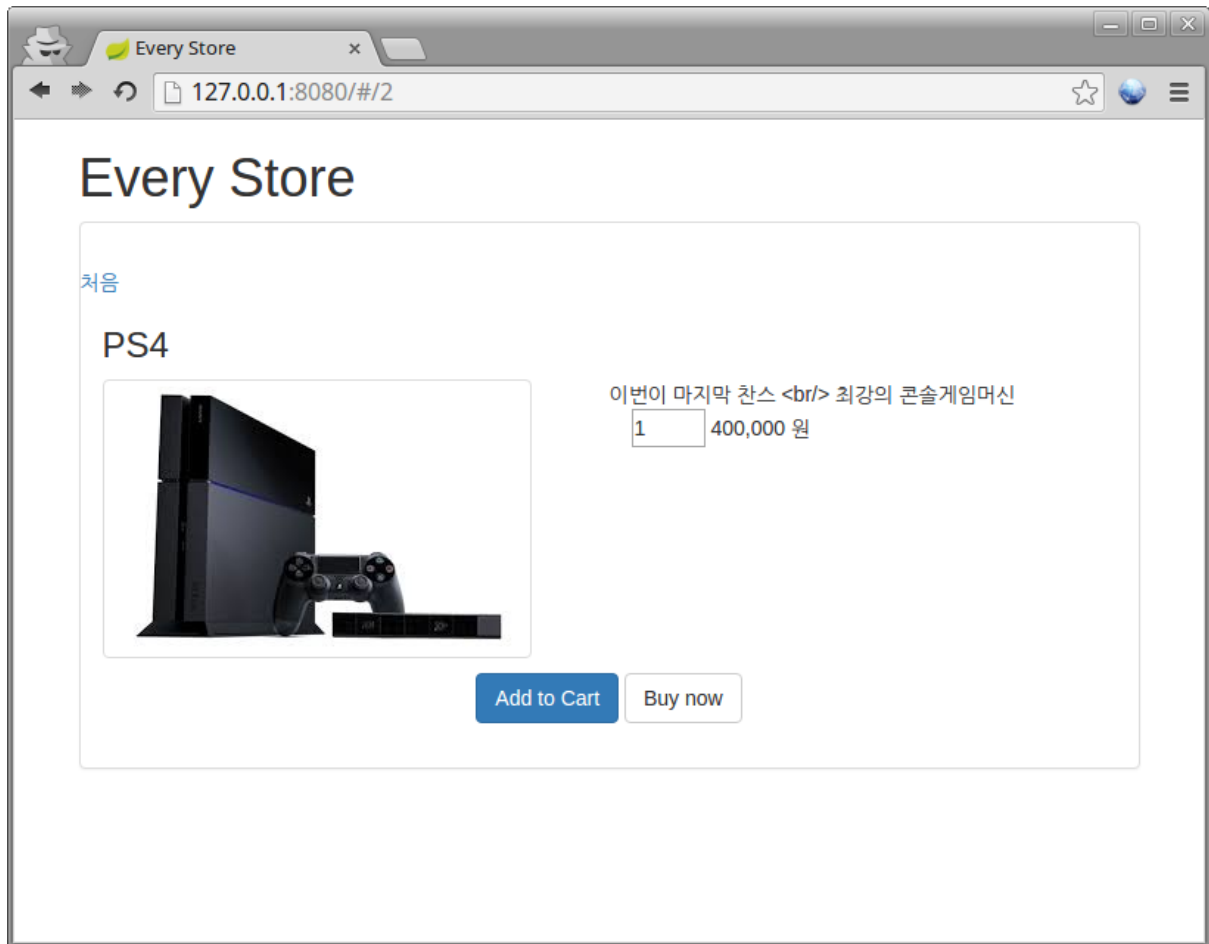 Every Store
127.0.0.1:8080/#/2
Every Store
처음
PS4
이번이 마지막 찬스 <br/> 최강의 콘솔게임머신
1 400,000 원
Add to Cart Buy now